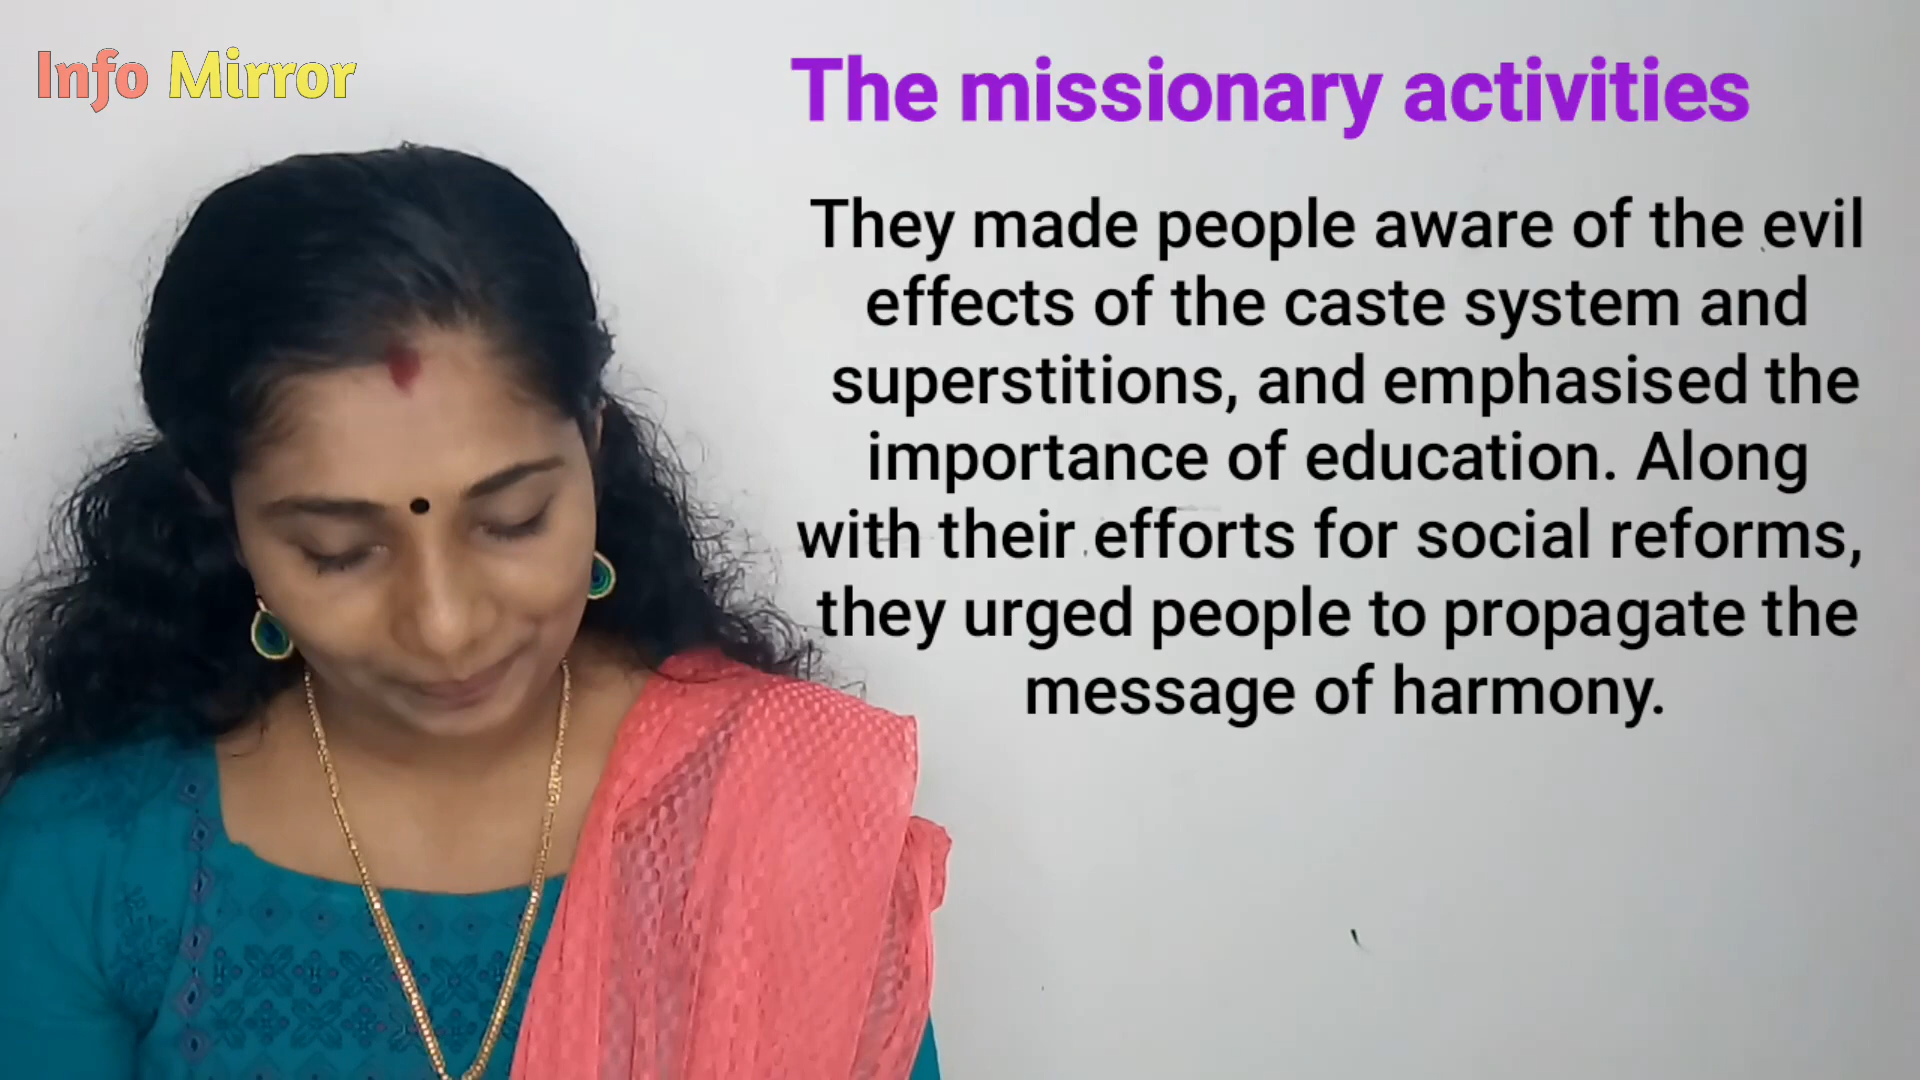 Info Mirror
The missionary activities
They made people aware of the evil
effects of the caste system and
superstitions, and emphasised the
importance of education. Along
with their efforts for social reforms,
they urged people to propagate the
message of harmony.